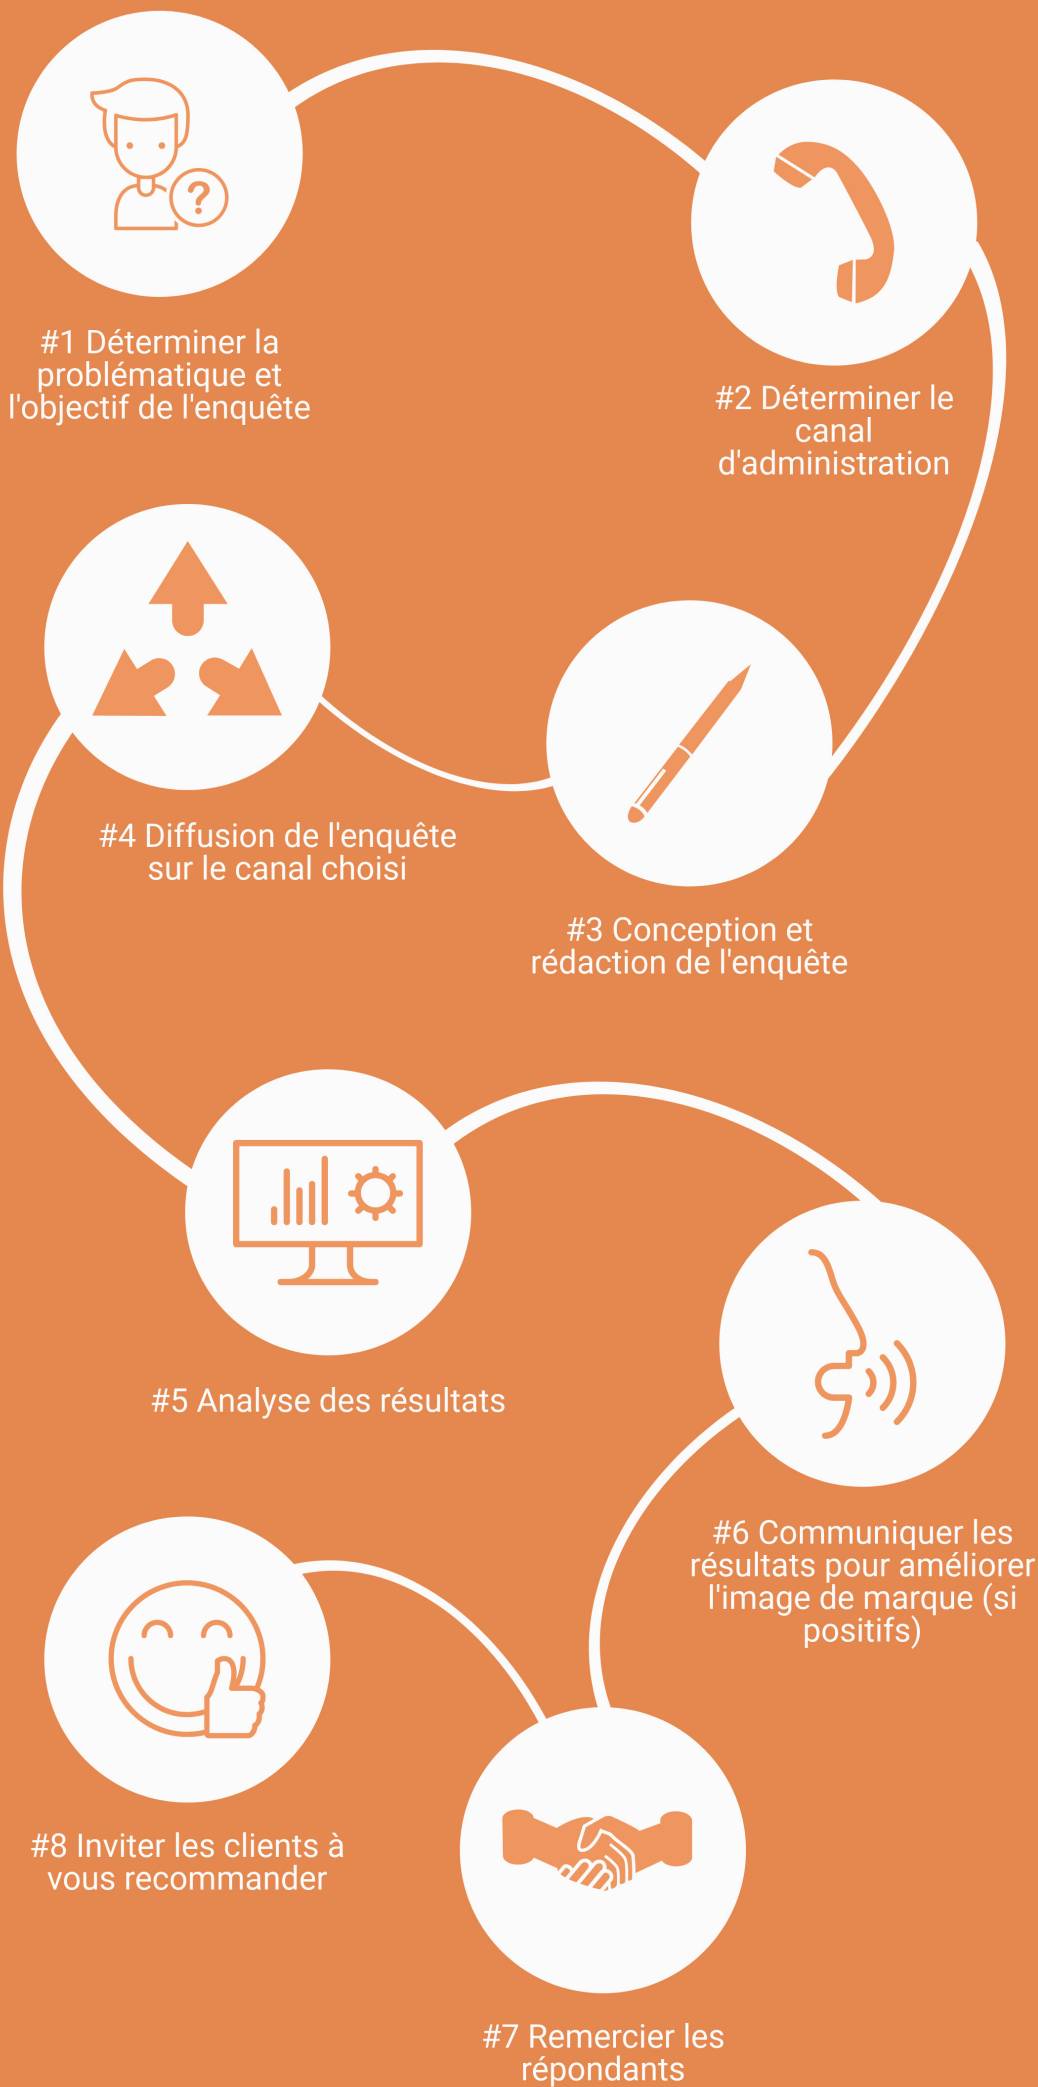 #1 Déterminer la
problématique et
l'objectif de l'enquête
#2 Déterminer le
canal
d'administration
#3 Conception et
rédaction de l'enquête
#4 Diffusion de l'enquête
sur le canal choisi
#5 Analyse des résultats
#6 Communiquer les
résultats pour améliorer
l'image de marque (si
positifs)
#7 Remercier les
répondants
#8 Inviter les clients à
vous recommander